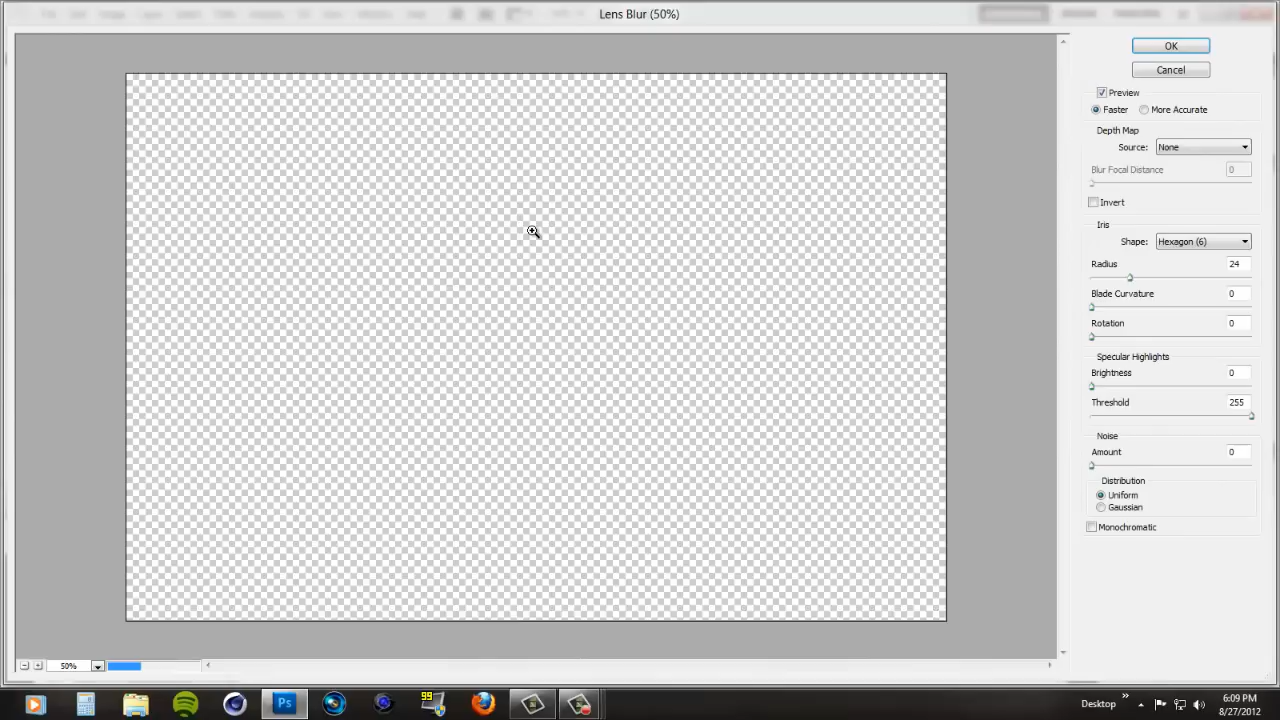 Lens Blur (50%)
OK
Cancel
Preview
Faster More Accurate
Depth Map
Source: None
Blur Focal Distance 0
Invert
Iris
Shape: Hexagon (6)
Radius 24
Blade Curvature 0
Rotation 0
Specular Highlights
Brightness 0
Threshold 255
Noise
Amount 0
Distribution
Uniform
Gaussian
Monochromatic
50%
Ps
99
Desktop
6:09 PM
8/27/2012